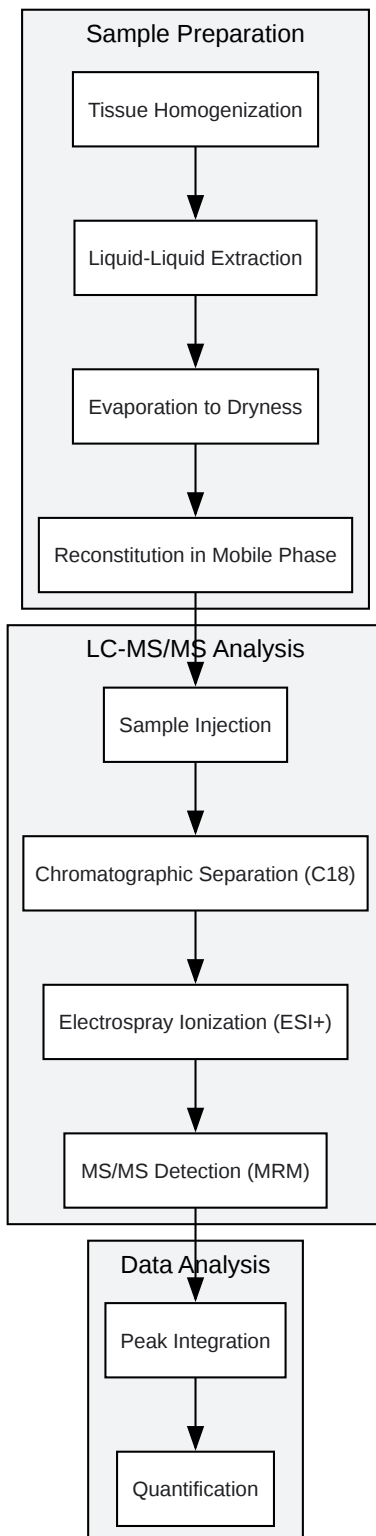 Sample Preparation
Tissue Homogenization
Liquid-Liquid Extraction
Evaporation to Dryness
Reconstitution in Mobile Phase
LC-MS/MS Analysis
Sample Injection
Chromatographic Separation (C18)
Electrospray Ionization (ESI+)
MS/MS Detection (MRM)
Data Analysis
Peak Integration
Quantification